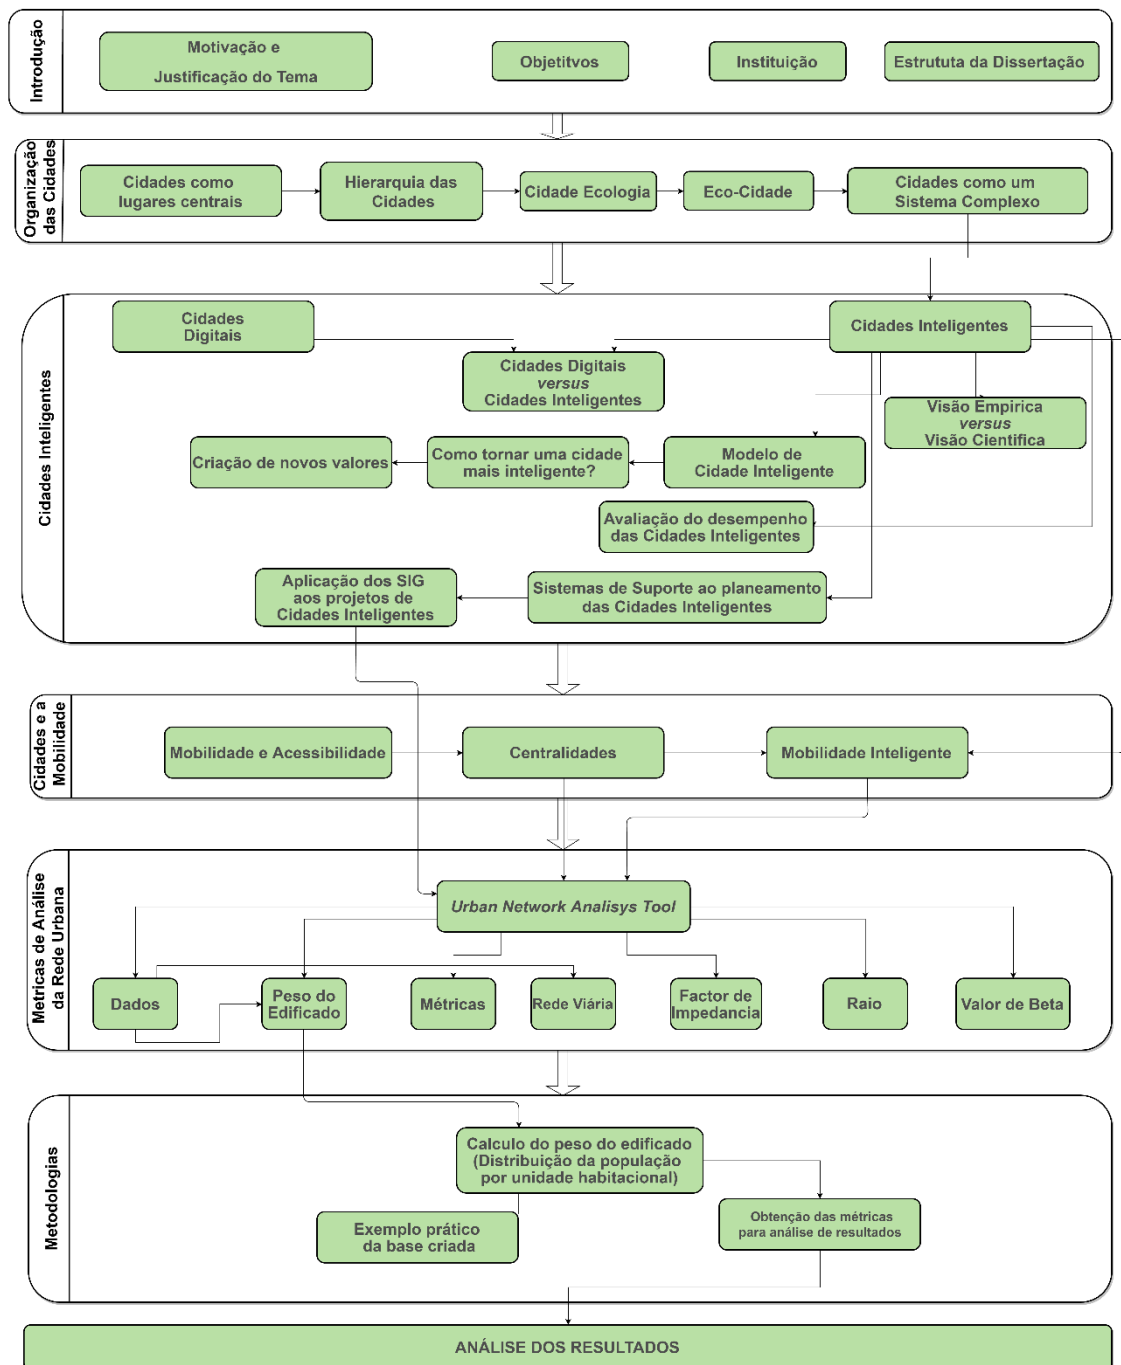 Introdução
Motivação e
Justificação do Tema
Objetitvos
Instituição
Estrututa da Dissertação
Organização
das Cidades
Cidades como
lugares centrais
Hierarquia das
Cidades
Cidade Ecologia
Eco-Cidade
Cidades como um
Sistema Complexo
Cidades Inteligentes
Cidades
Digitais
Cidades Inteligentes
Cidades Digitais
versus
Cidades Inteligentes
Visão Empirica
versus
Visão Cientifica
Criação de novos valores
Como tornar uma cidade
mais inteligente?
Modelo de
Cidade Inteligente
Avaliação do desempenho
das Cidades Inteligentes
Aplicação dos SIG
aos projetos de
Cidades Inteligentes
Sistemas de Suporte ao planeamento
das Cidades Inteligentes
Cidades e a
Mobilidade
Mobilidade e Acessibilidade
Centralidades
Mobilidade Inteligente
Metricas de Análise
da Rede Urbana
Urban Network Analisys Tool
Dados
Peso do
Edificado
Métricas
Rede Viária
Factor de
Impedancia
Raio
Valor de Beta
Metodologias
Calculo do peso do edificado
(Distribuição da população
por unidade habitacional)
Exemplo prático
da base criada
Obtenção das métricas
para análise de resultados
ANÁLISE DOS RESULTADOS